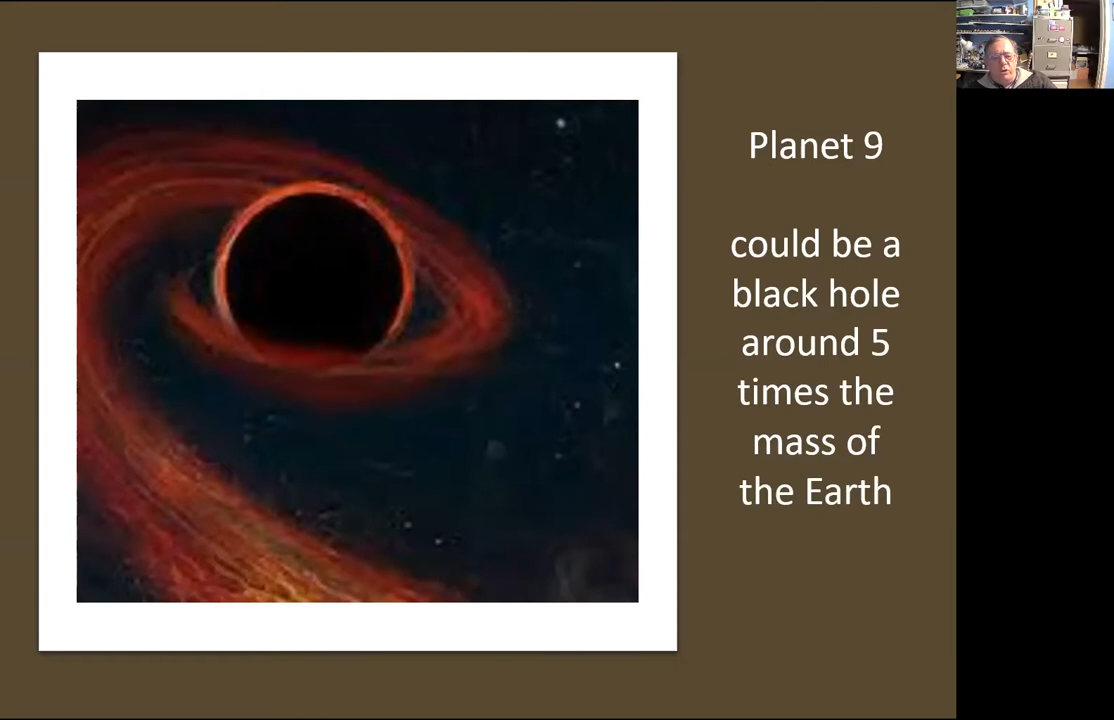 Planet 9
could be a
black hole
around 5
times the
mass of
the Earth